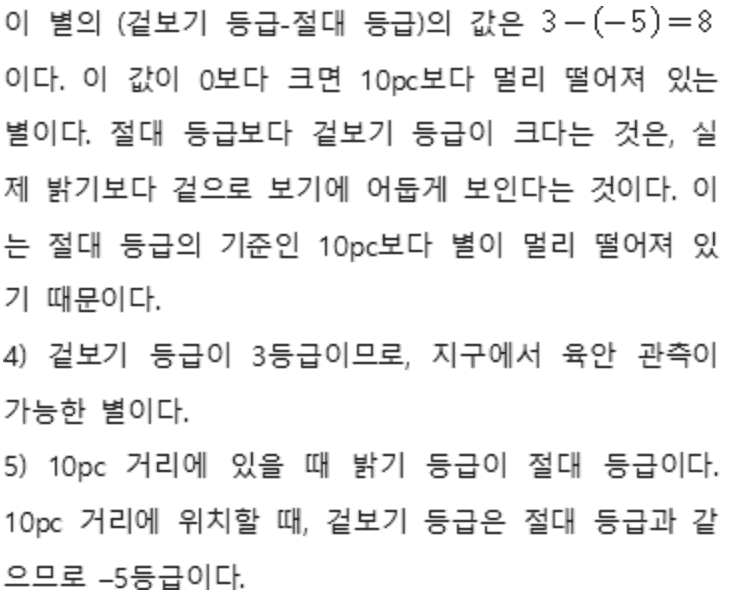 이 별의 (겉보기 등급-절대 등급)의 값은 3-(-5)=8
이다. 이 값이 0보다 크면 10pc보다 멀리 떨어져 있는
별이다. 절대 등급보다 겉보기 등급이 크다는 것은, 실
제 밝기보다 겉으로 보기에 어둡게 보인다는 것이다. 이
는 절대 등급의 기준인 10pc보다 별이 멀리 떨어져 있
기 때문이다.
4) 겉보기 등급이 3등급이므로, 지구에서 육안 관측이
가능한 별이다.
5) 10pc 거리에 있을 때 밝기 등급이 절대 등급이다.
10pc 거리에 위치할 때, 겉보기 등급은 절대 등급과 같
으므로 –5등급이다.